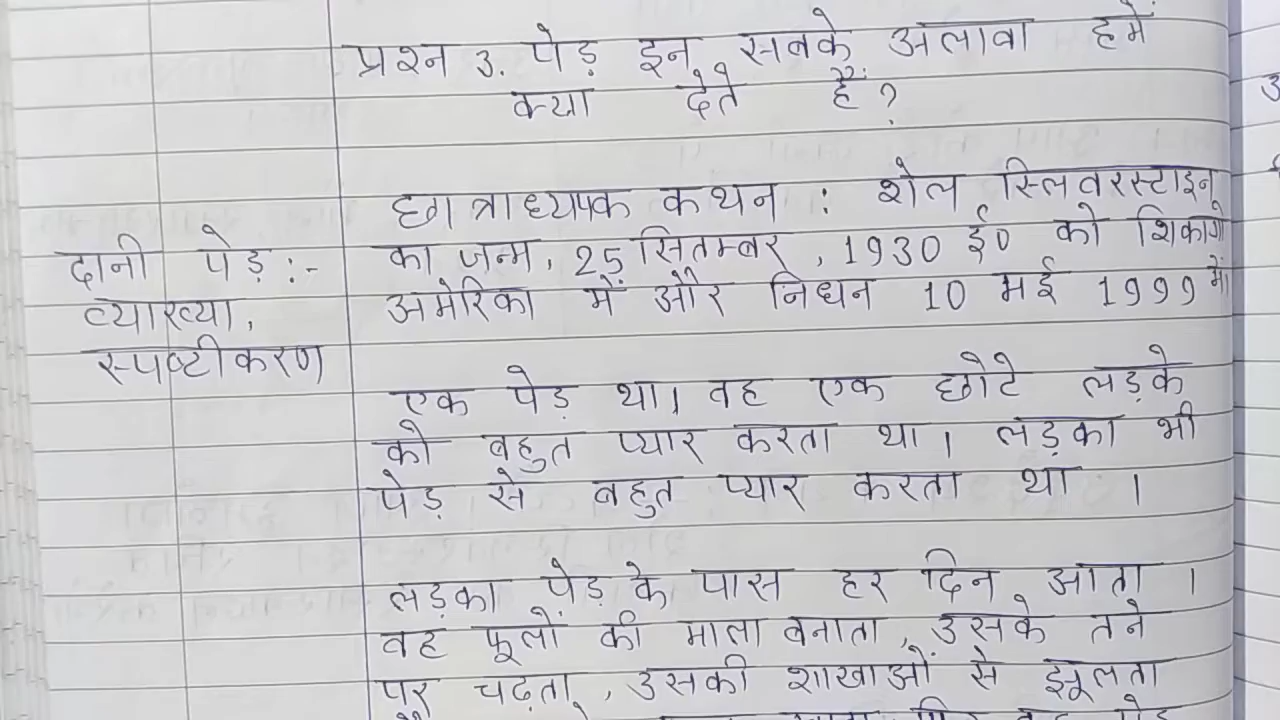 प्रश्न 3. पेड़ इन सबके अलावा हमें
क्या देते हैं?
छात्राध्यपक कथन : शेल स्लिवरस्टाइन
दानी पेड़ :-
व्याख्या,
स्पष्टीकरण
का जन्म, 25 सितम्बर, 1930 ई० को शिकागो
अमेरिका में और निधन 10 मई 1999 में।
एक पेड़ था। वह एक छोटे लड़के
को बहुत प्यार करता था। लड़का भी
पेड़ से बहुत प्यार करता था ।
लड़का पेड़ के पास हर दिन आता ।
वह फूलों की माला बनाता, उसके तने
पर चढ़ता, उसकी शाखाओं से झूलता